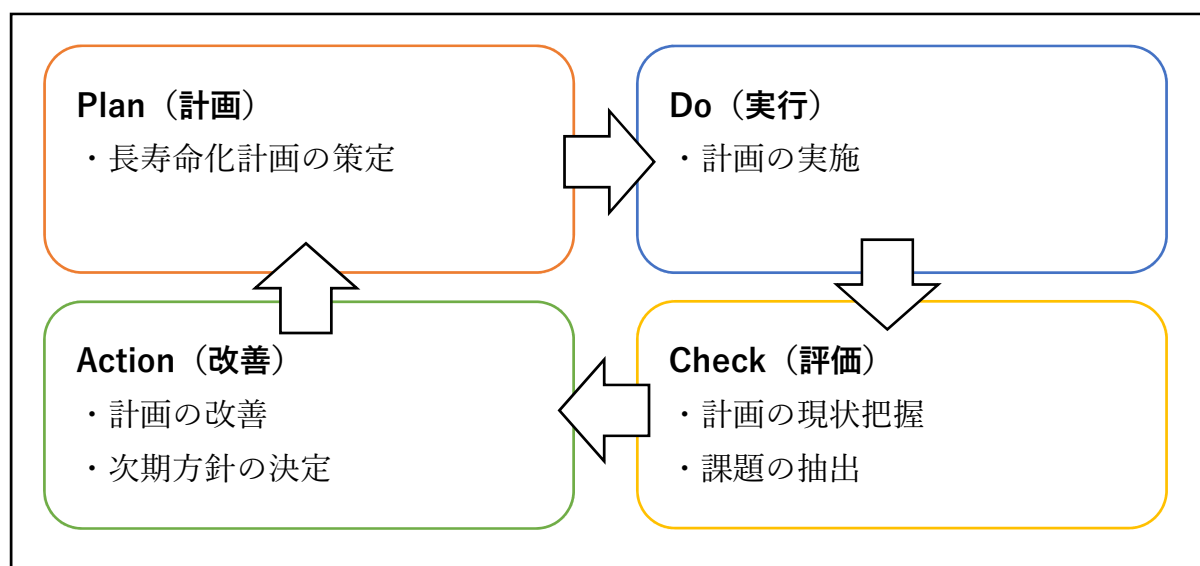 Plan（計画）
・長寿命化計画の策定
Do（実行）
・計画の実施
Action（改善）
・計画の改善
・次期方針の決定
Check（評価）
・計画の現状把握
・課題の抽出